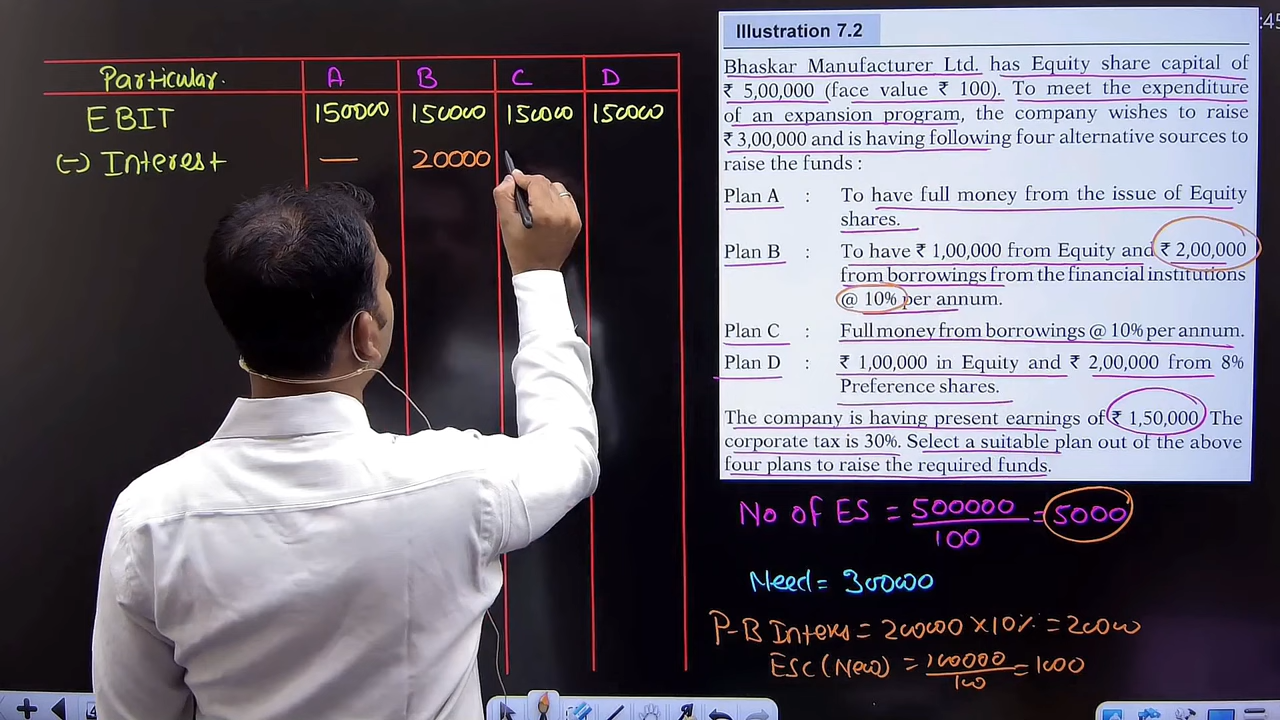 :45
Particular. A B C D
EBIT 150000 150000 150000 150000
(-) Interest — 20000
Illustration 7.2
Bhaskar Manufacturer Ltd. has Equity share capital of
₹ 5,00,000 (face value ₹ 100). To meet the expenditure
of an expansion program, the company wishes to raise
₹ 3,00,000 and is having following four alternative sources to
raise the funds :
Plan A : To have full money from the issue of Equity
shares.
Plan B : To have ₹ 1,00,000 from Equity and ₹ 2,00,000
from borrowings from the financial institutions
@ 10% per annum.
Plan C : Full money from borrowings @ 10% per annum.
Plan D : ₹ 1,00,000 in Equity and ₹ 2,00,000 from 8%
Preference shares.
The company is having present earnings of ₹ 1,50,000 The
corporate tax is 30%. Select a suitable plan out of the above
four plans to raise the required funds.
No of ES = 500000 = 5000
100
Need = 300000
P-B Interes = 200000 × 10% = 20000
ESC (New) = 100000 = 1000
100